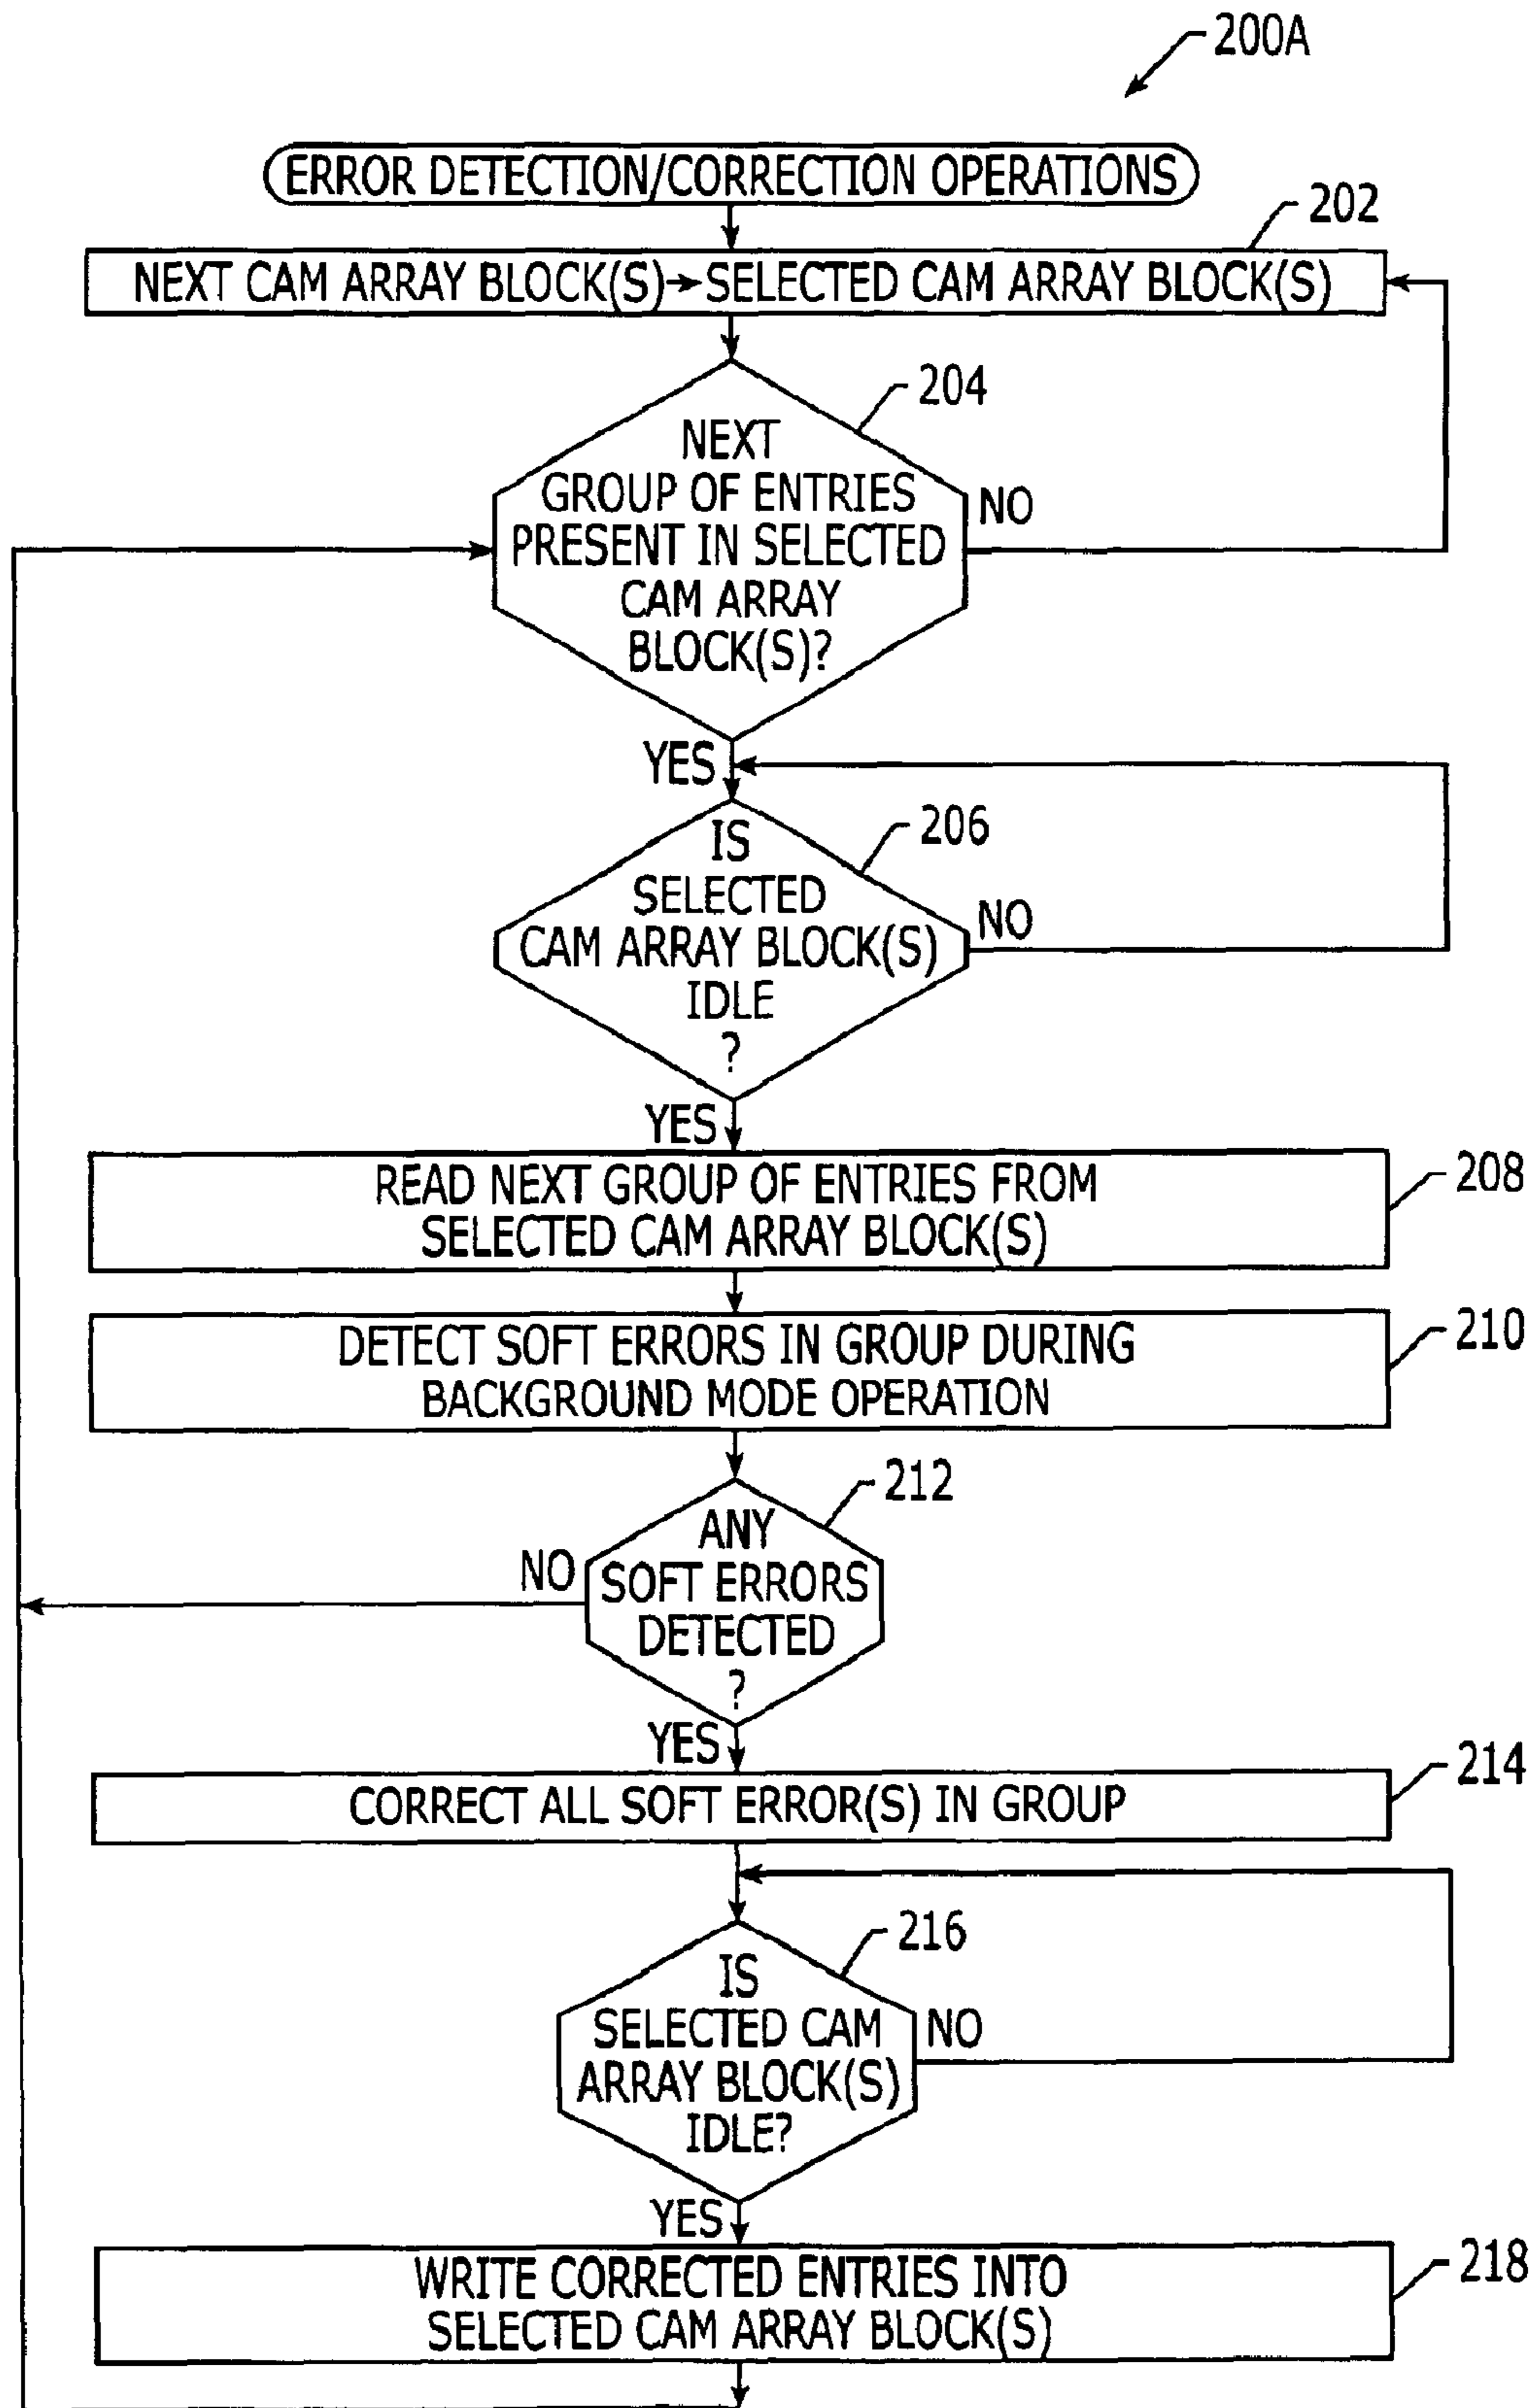 200A
ERROR DETECTION/CORRECTION OPERATIONS
202
NEXT CAM ARRAY BLOCK(S)→SELECTED CAM ARRAY BLOCK(S)
204
NEXT
GROUP OF ENTRIES
PRESENT IN SELECTED
CAM ARRAY
BLOCK(S)?
NO
YES
206
IS
SELECTED
CAM ARRAY BLOCK(S)
IDLE
?
NO
YES
208
READ NEXT GROUP OF ENTRIES FROM
SELECTED CAM ARRAY BLOCK(S)
210
DETECT SOFT ERRORS IN GROUP DURING
BACKGROUND MODE OPERATION
212
ANY
SOFT ERRORS
DETECTED
?
NO
YES
214
CORRECT ALL SOFT ERROR(S) IN GROUP
216
IS
SELECTED CAM
ARRAY BLOCK(S)
IDLE?
NO
YES
218
WRITE CORRECTED ENTRIES INTO
SELECTED CAM ARRAY BLOCK(S)